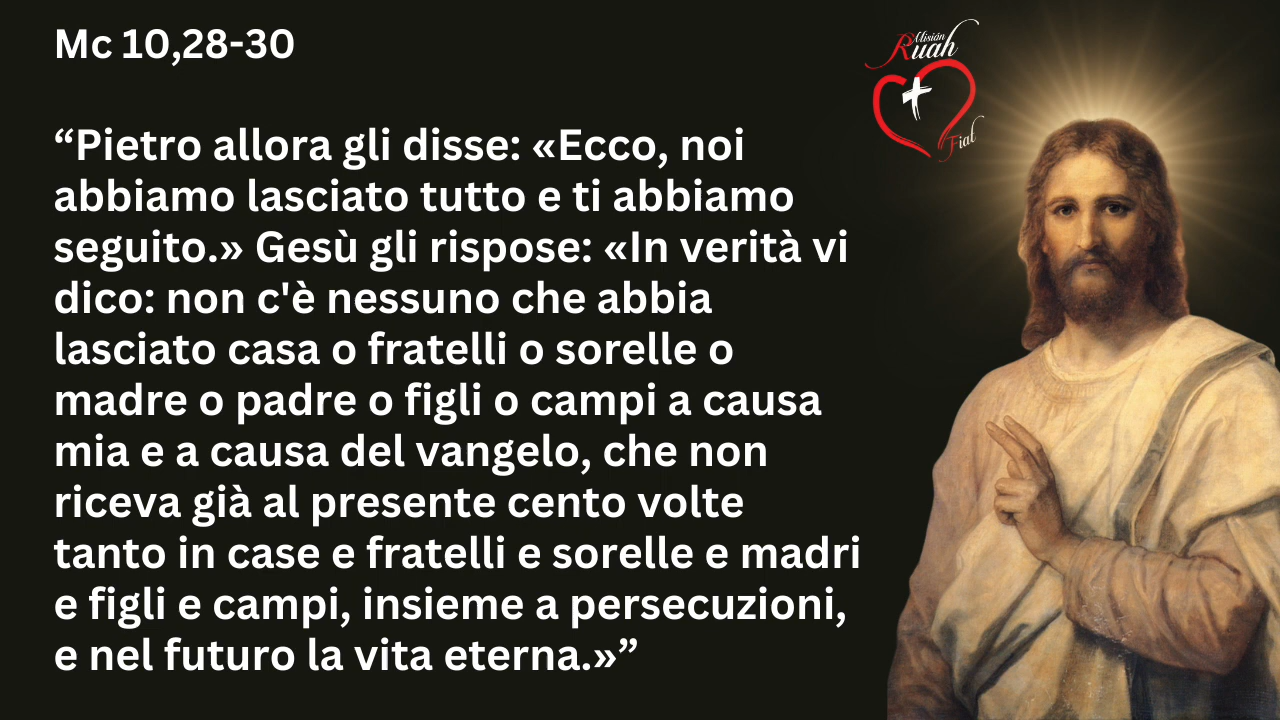 Mc 10,28-30
“Pietro allora gli disse: «Ecco, noi
abbiamo lasciato tutto e ti abbiamo
seguito.» Gesù gli rispose: «In verità vi
dico: non c'è nessuno che abbia
lasciato casa o fratelli o sorelle o
madre o padre o figli o campi a causa
mia e a causa del vangelo, che non
riceva già al presente cento volte
tanto in case e fratelli e sorelle e madri
e figli e campi, insieme a persecuzioni,
e nel futuro la vita eterna.»”
Misión
Ruah
Fiat